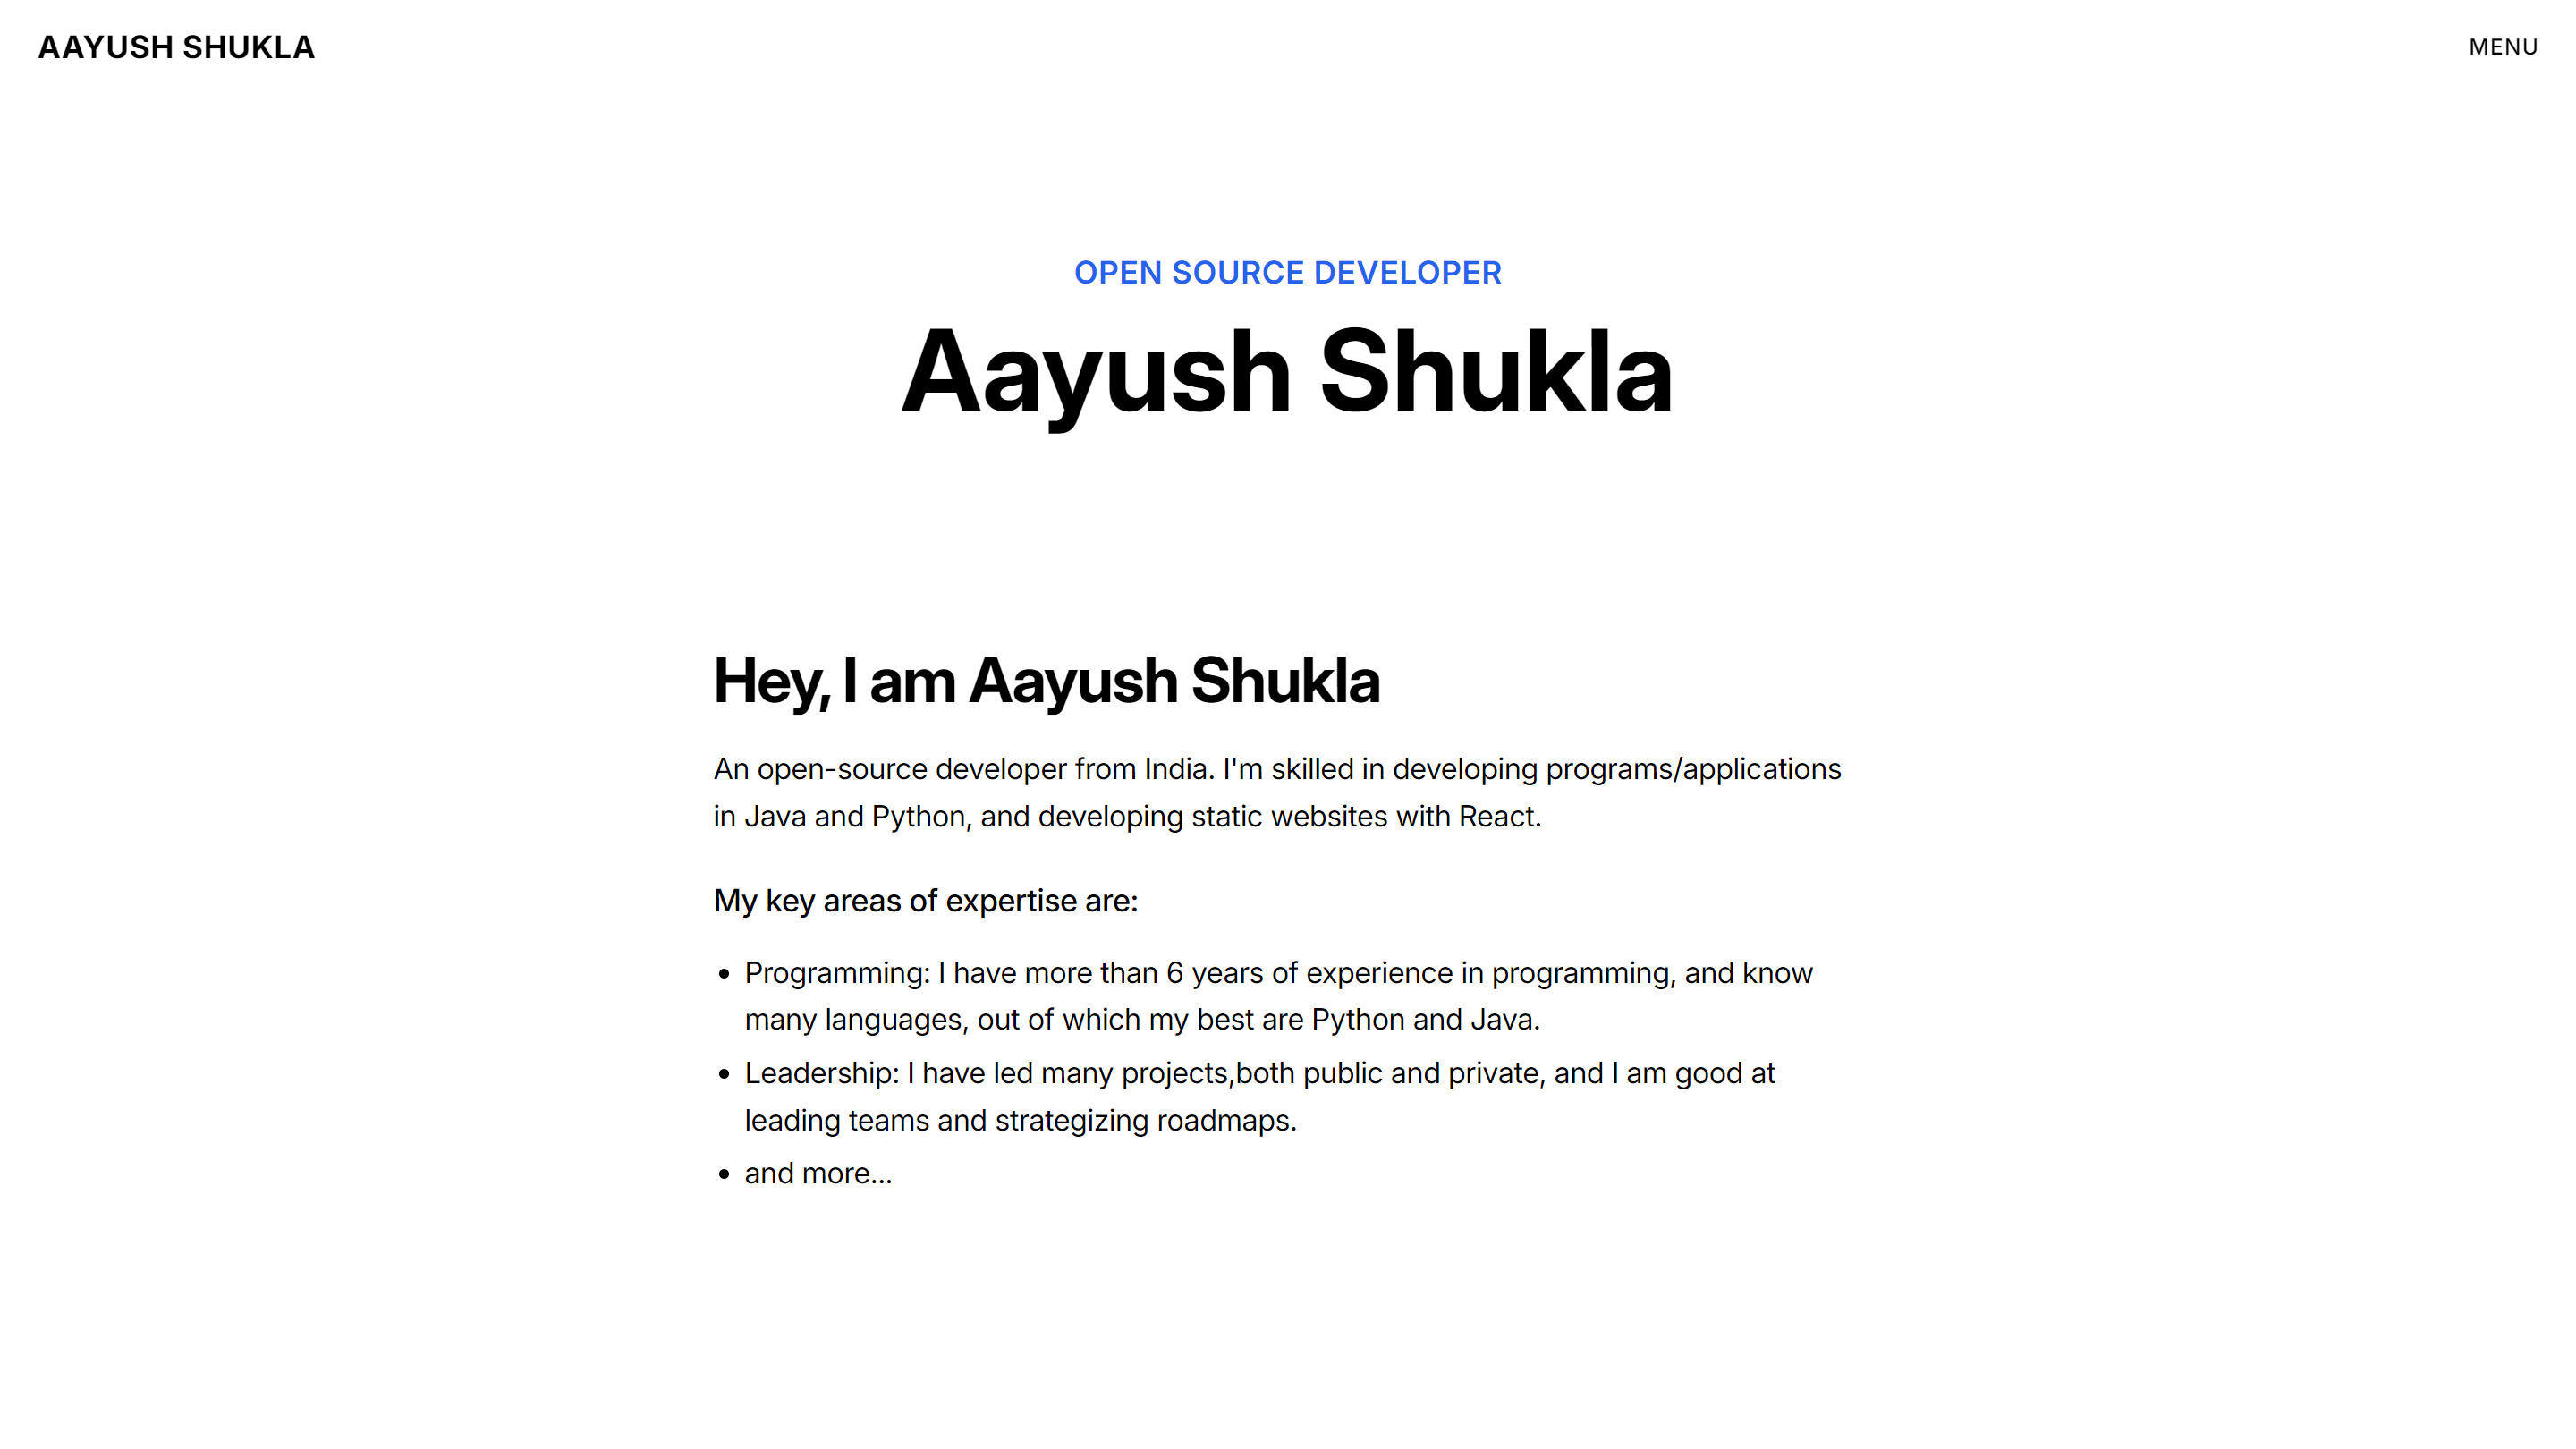 AAYUSH SHUKLA
MENU
OPEN SOURCE DEVELOPER
Aayush Shukla
Hey, I am Aayush Shukla
An open-source developer from India. I'm skilled in developing programs/applications
in Java and Python, and developing static websites with React.
My key areas of expertise are:
• Programming: I have more than 6 years of experience in programming, and know
many languages, out of which my best are Python and Java.
• Leadership: I have led many projects,both public and private, and I am good at
leading teams and strategizing roadmaps.
• and more...